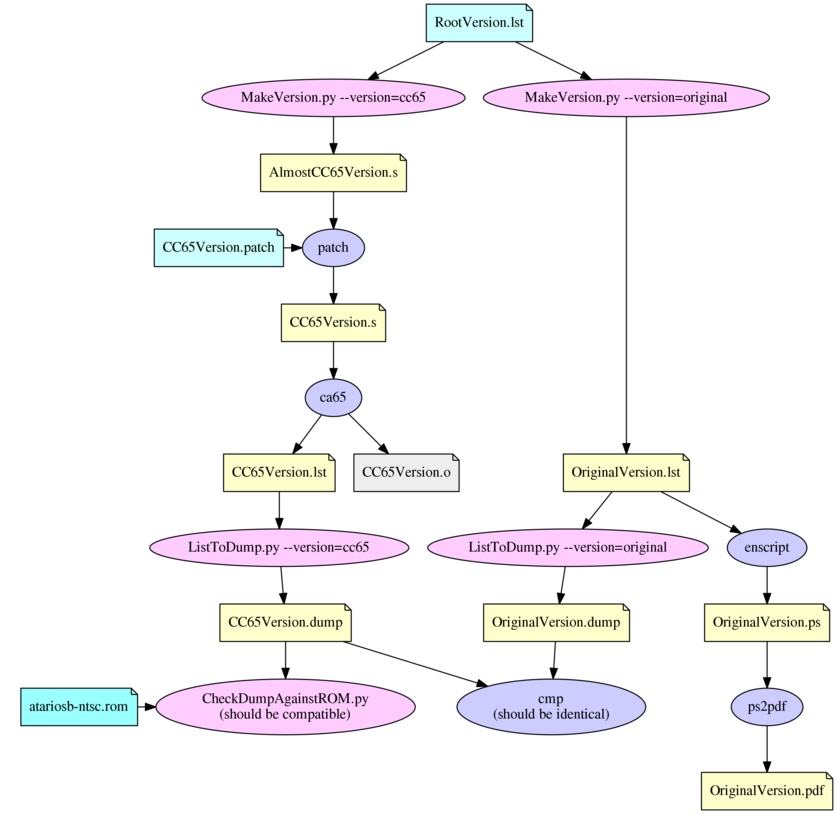 RootVersion.lst
MakeVersion.py --version=cc65
MakeVersion.py --version=original
AlmostCC65Version.s
CC65Version.patch
patch
CC65Version.s
ca65
CC65Version.lst
CC65Version.o
OriginalVersion.lst
ListToDump.py --version=cc65
ListToDump.py --version=original
enscript
CC65Version.dump
OriginalVersion.dump
OriginalVersion.ps
atariosb-ntsc.rom
CheckDumpAgainstROM.py
(should be compatible)
cmp
(should be identical)
ps2pdf
OriginalVersion.pdf